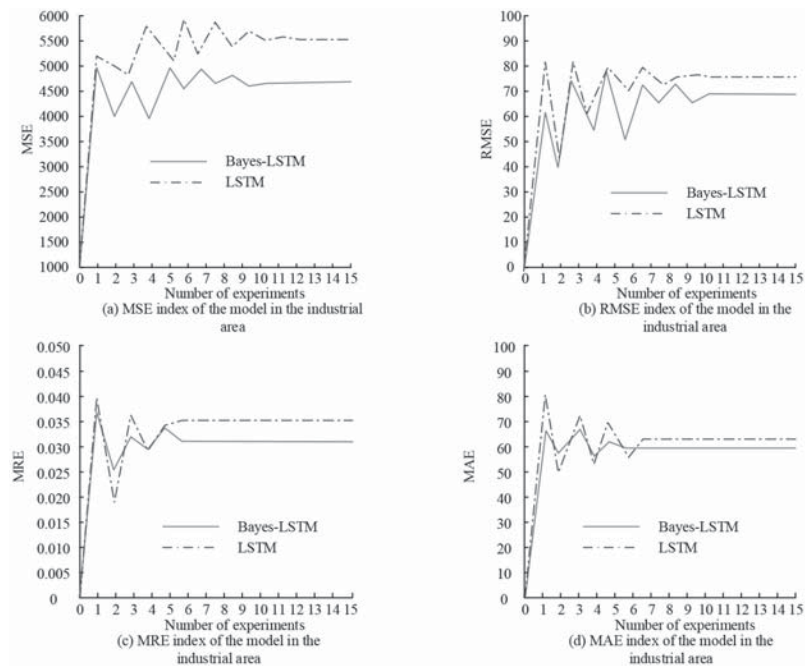 6000
5500
5000
4500
4000
3500
3000
2500
2000
1500
1000
MSE
Bayes-LSTM
LSTM
0 1 2 3 4 5 6 7 8 9 10 11 12 13 14 15
Number of experiments
(a) MSE index of the model in the industrial
area
100
90
80
70
60
50
40
30
20
10
0
RMSE
Bayes-LSTM
LSTM
0 1 2 3 4 5 6 7 8 9 10 11 12 13 14 15
Number of experiments
(b) RMSE index of the model in the
industrial area
0.050
0.045
0.040
0.035
0.030
0.025
0.020
0.015
0.010
0.005
0
MRE
Bayes-LSTM
LSTM
0 1 2 3 4 5 6 7 8 9 10 11 12 13 14 15
Number of experiments
(c) MRE index of the model in the
industrial area
100
90
80
70
60
50
40
30
20
10
0
MAE
Bayes-LSTM
LSTM
0 1 2 3 4 5 6 7 8 9 10 11 12 13 14 15
Number of experiments
(d) MAE index of the model in the
industrial area